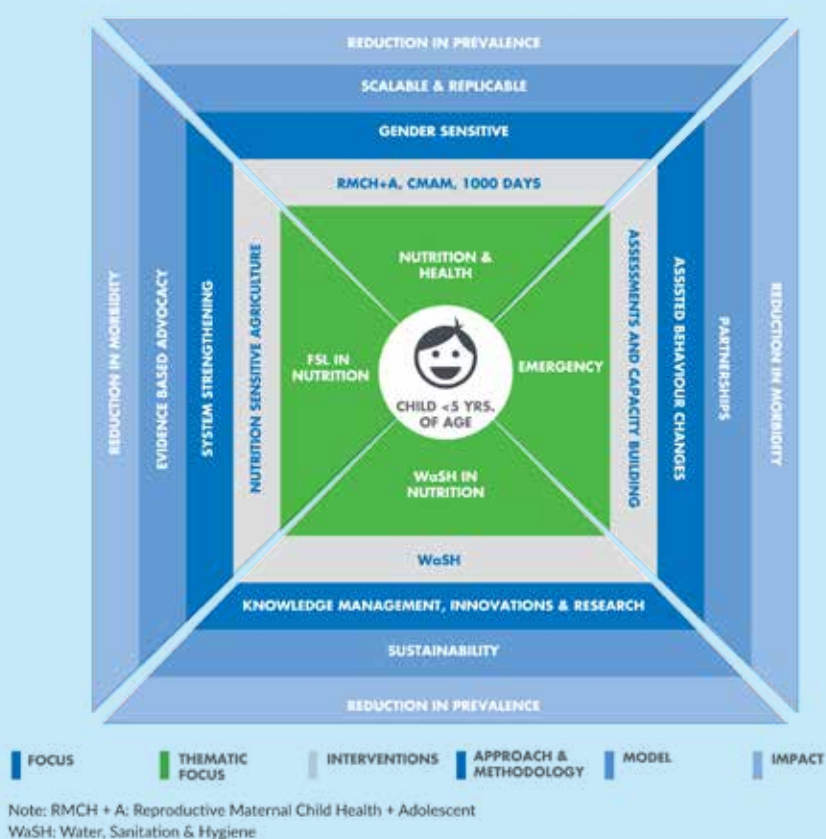 REDUCTION IN PREVALENCE
SCALABLE & REPLICABLE
GENDER SENSITIVE
RMCH+A, CMAM, 1000 DAYS
REDUCTION IN MORBIDITY
EVIDENCE BASED ADVOCACY
SYSTEM STRENGTHENING
NUTRITION SENSITIVE AGRICULTURE
NUTRITION &
HEALTH
FSL IN
NUTRITION
CHILD <5 YRS.
OF AGE
EMERGENCY
WaSH IN
NUTRITION
ASSESSMENTS AND CAPACITY BUILDING
ASSISTED BEHAVIOUR CHANGES
PARTNERSHIPS
REDUCTION IN MORBIDITY
WaSH
KNOWLEDGE MANAGEMENT, INNOVATIONS & RESEARCH
SUSTAINABILITY
REDUCTION IN PREVALENCE
FOCUS
THEMATIC
FOCUS
INTERVENTIONS
APPROACH &
METHODOLOGY
MODEL
IMPACT
Note: RMCH + A: Reproductive Maternal Child Health + Adolescent
WaSH: Water, Sanitation & Hygiene